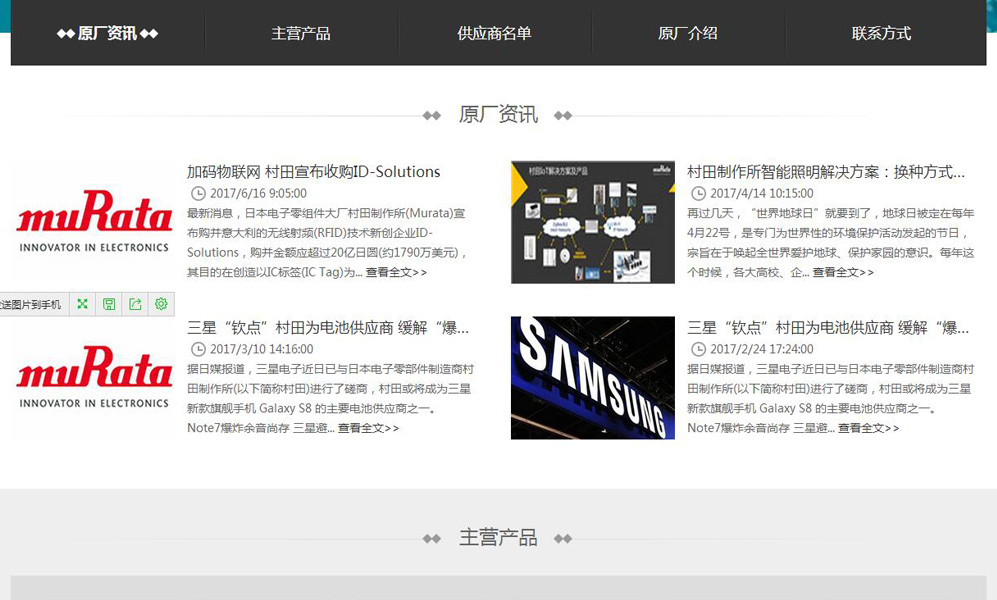 原厂资讯
主营产品
供应商名单
原厂介绍
联系方式
原厂资讯
muRata
INNOVATOR IN ELECTRONICS
加码物联网 村田宣布收购ID-Solutions
2017/6/16 9:05:00
最新消息，日本电子零组件大厂村田制作所(Murata)宣
布购并意大利的无线射频(RFID)技术新创企业ID-
Solutions，购并金额应超过20亿日圆(约1790万美元)，
其目的在创造以IC标签(IC Tag)为... 查看全文>>
村田IoT解决方案及产品
muRata
村田制作所智能照明解决方案：换种方式...
2017/4/14 10:15:00
再过几天，“世界地球日”就要到了，地球日被定在每年
4月22号，是专门为世界性的环境保护活动发起的节日，
宗旨在于唤起全世界爱护地球、保护家园的意识。每年这
个时候，各大高校、企... 查看全文>>
送图片到手机
muRata
INNOVATOR IN ELECTRONICS
三星“钦点”村田为电池供应商 缓解“爆...
2017/3/10 14:16:00
据日媒报道，三星电子近日已与日本电子零部件制造商村
田制作所(以下简称村田)进行了磋商，村田或将成为三星
新款旗舰手机 Galaxy S8 的主要电池供应商之一。
Note7爆炸余音尚存 三星避... 查看全文>>
SAMSUNG
三星“钦点”村田为电池供应商 缓解“爆...
2017/2/24 17:24:00
据日媒报道，三星电子近日已与日本电子零部件制造商村
田制作所(以下简称村田)进行了磋商，村田或将成为三星
新款旗舰手机 Galaxy S8 的主要电池供应商之一。
Note7爆炸余音尚存 三星避... 查看全文>>
主营产品